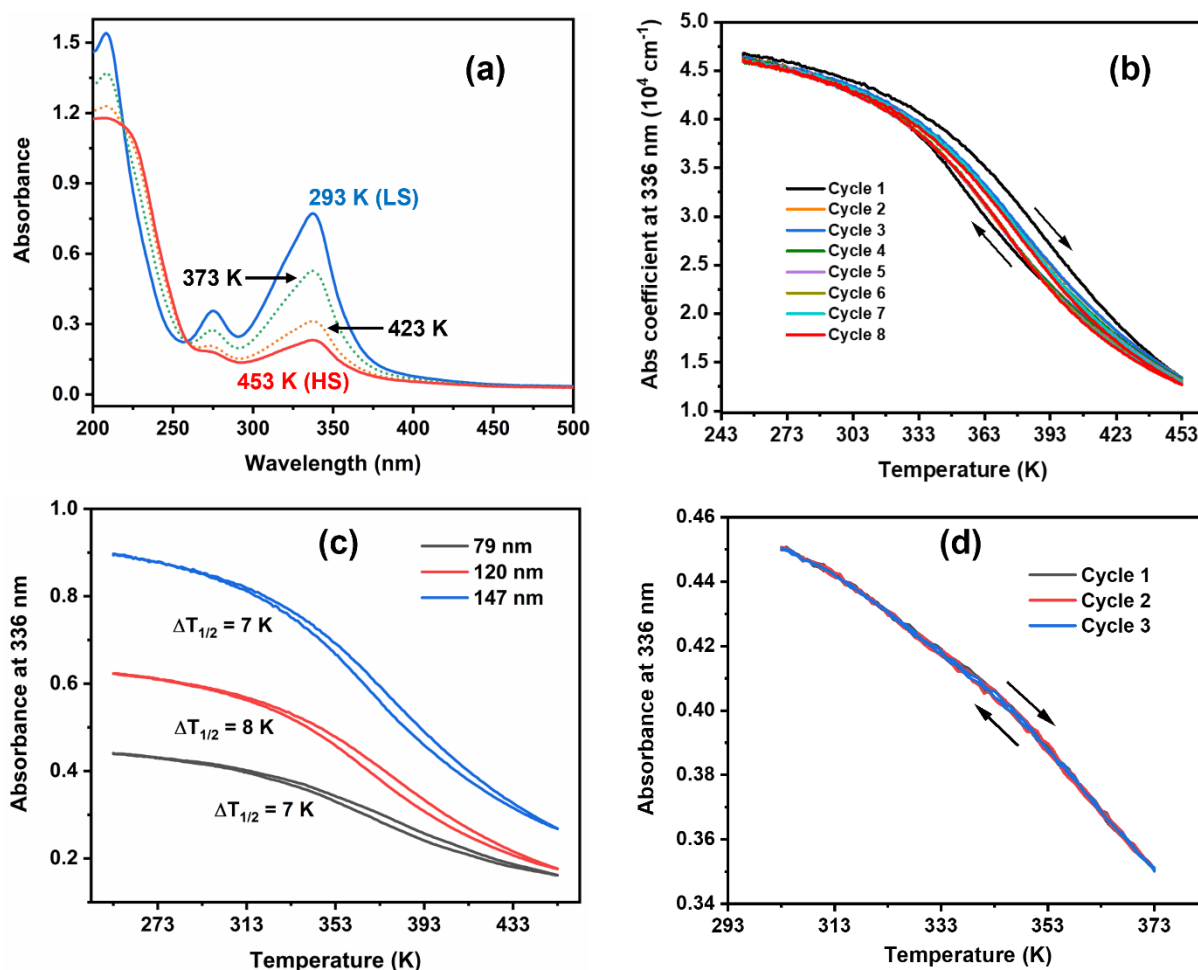 (a)
293 K (LS)
373 K
423 K
453 K (HS)
Absorbance
1.5
1.2
0.9
0.6
0.3
0.0
200 250 300 350 400 450 500
Wavelength (nm)
(b)
Abs coefficient at 336 nm (10⁴ cm⁻¹)
5.0
4.5
4.0
3.5
3.0
2.5
2.0
1.5
1.0
Cycle 1
Cycle 2
Cycle 3
Cycle 4
Cycle 5
Cycle 6
Cycle 7
Cycle 8
243 273 303 333 363 393 423 453
Temperature (K)
(c)
79 nm
120 nm
147 nm
Absorbance at 336 nm
1.0
0.8
0.6
0.4
0.2
ΔT₁/₂ = 7 K
ΔT₁/₂ = 8 K
ΔT₁/₂ = 7 K
273 313 353 393 433
Temperature (K)
(d)
Cycle 1
Cycle 2
Cycle 3
Absorbance at 336 nm
0.46
0.44
0.42
0.40
0.38
0.36
0.34
293 313 333 353 373
Temperature (K)